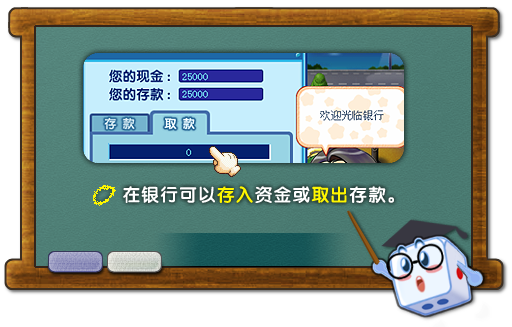 您的现金：25000
您的存款：25000
存款 取款
0
欢迎光临银行
在银行可以存入资金或取出存款。